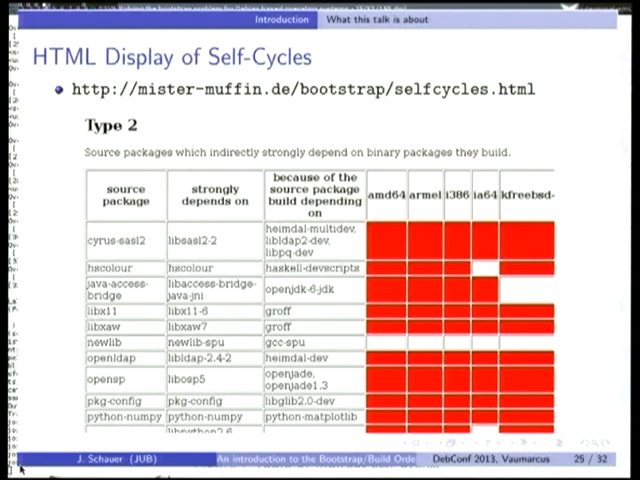 Introduction What this talk is about
HTML Display of Self-Cycles
http://mister-muffin.de/bootstrap/selfcycles.html
Type 2
Source packages which indirectly strongly depend on binary packages they build.
source package strongly depends on because of the source package build depending on amd64 armel i386 ia64 kfreebsd-
cyrus-sasl2 libsasl2-2 heimdal-multidev, libldap2-dev, libpq-dev
hscolour hscolour haskell-devscripts
java-access-bridge libaccess-bridge-java-jni openjdk-6-jdk
libx11 libx11-6 groff
libxaw libxaw7 groff
newlib newlib-spu gcc-spu
openldap libldap-2.4-2 heimdal-dev
opensp libosp5 openjade, openjade1.3
pkg-config pkg-config libglib2.0-dev
python-numpy python-numpy python-matplotlib
J. Schauer (JUB) An introduction to the Bootstrap/Build Orde DebConf 2013, Vaumarcus 25 / 32